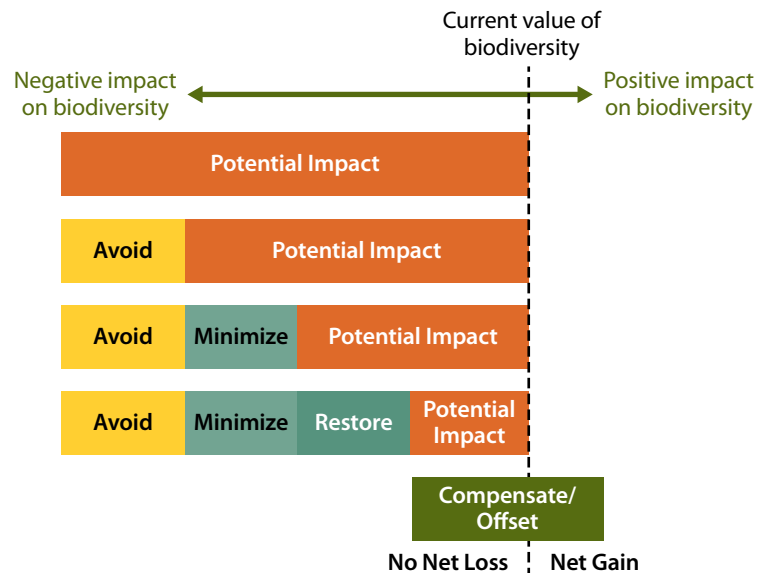 Current value of
biodiversity
Negative impact
on biodiversity
Positive impact
on biodiversity
Potential Impact
Avoid
Potential Impact
Avoid
Minimize
Potential Impact
Avoid
Minimize
Restore
Potential
Impact
Compensate/
Offset
No Net Loss
Net Gain